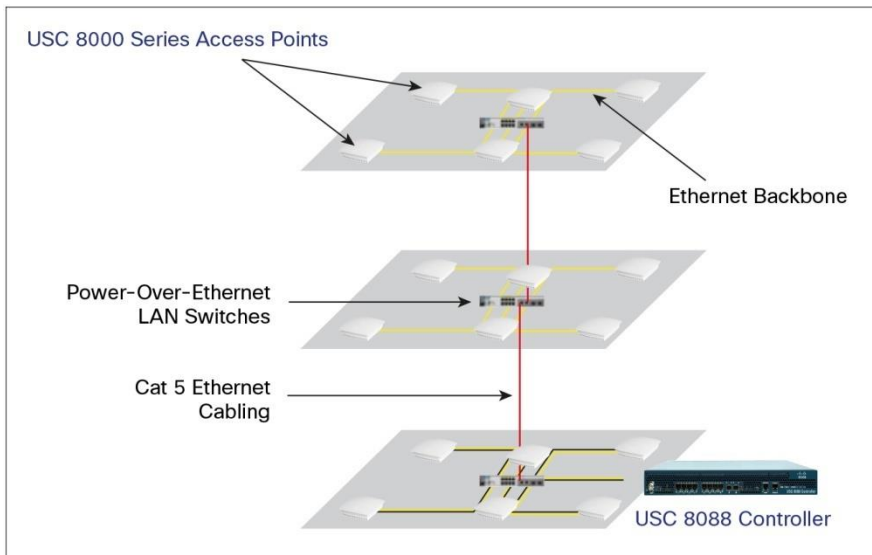 USC 8000 Series Access Points
Ethernet Backbone
Power-Over-Ethernet
LAN Switches
Cat 5 Ethernet
Cabling
USC 8088 Controller